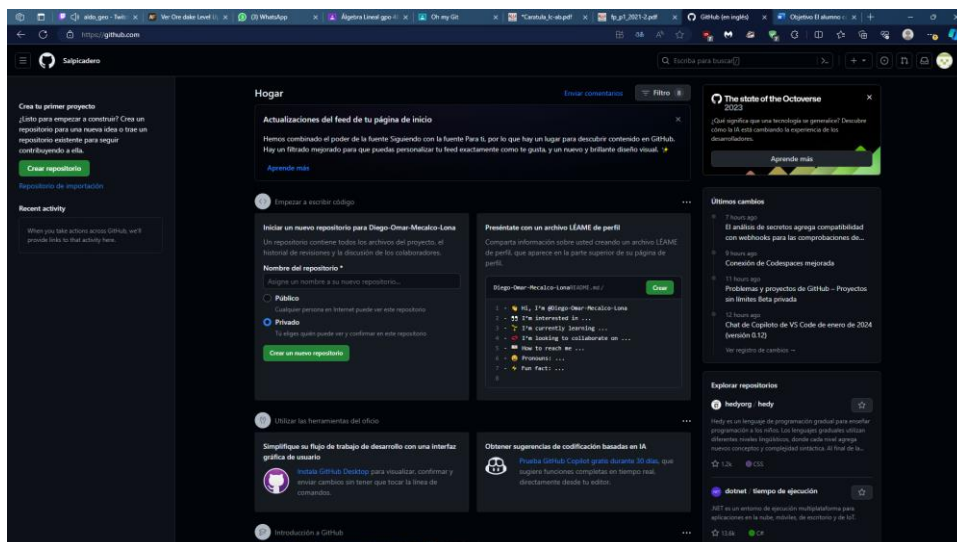 aldo_geo - Twitc
Ver Ore dake Level U
(3) WhatsApp
Álgebra Lineal gpo 4
Oh my Git
*Caratula_lc-ab.pdf
fp_p1_2021-2.pdf
GitHub (en inglés)
Objetivo El alumno
https://github.com
Salpicadero
Escriba para buscar[/]
Crea tu primer proyecto
¿Listo para empezar a construir? Crea un
repositorio para una nueva idea o trae un
repositorio existente para seguir
contribuyendo a ella.
Crear repositorio
Repositorio de importación
Recent activity
When you take actions across GitHub, we'll
provide links to that activity here.
Hogar
Enviar comentarios
Filtro 8
Actualizaciones del feed de tu página de inicio
Hemos combinado el poder de la fuente Siguiendo con la fuente Para ti, por lo que hay un lugar para descubrir contenido en GitHub.
Hay un filtrado mejorado para que puedas personalizar tu feed exactamente como te gusta, y un nuevo y brillante diseño visual. ✨
Aprende más
Empezar a escribir código
Iniciar un nuevo repositorio para Diego-Omar-Mecalco-Lona
Un repositorio contiene todos los archivos del proyecto, el
historial de revisiones y la discusión de los colaboradores.
Nombre del repositorio *
Asigne un nombre a su nuevo repositorio...
Público
Cualquier persona en Internet puede ver este repositorio
Privado
Tú eliges quién puede ver y confirmar en este repositorio
Crear un nuevo repositorio
Preséntate con un archivo LÉAME de perfil
Comparta información sobre usted creando un archivo LÉAME
de perfil, que aparece en la parte superior de su página de
perfil.
Diego-Omar-Mecalco-LonaREADME.md/
Crear
1 - 👋 Hi, I'm @Diego-Omar-Mecalco-Lona
2 - 👀 I'm interested in ...
3 - 🌱 I'm currently learning ...
4 - 💞️ I'm looking to collaborate on ...
5 - 📫 How to reach me ...
6 - 😄 Pronouns: ...
7 - ⚡ Fun fact: ...
8
Utilizar las herramientas del oficio
Simplifique su flujo de trabajo de desarrollo con una interfaz
gráfica de usuario
Instala GitHub Desktop para visualizar, confirmar y
enviar cambios sin tener que tocar la línea de
comandos.
Obtener sugerencias de codificación basadas en IA
Prueba GitHub Copilot gratis durante 30 días, que
sugiere funciones completas en tiempo real,
directamente desde tu editor.
Introducción a GitHub
The state of the Octoverse
2023
¿Qué significa que una tecnología se generalice? Descubre
cómo la IA está cambiando la experiencia de los
desarrolladores.
Aprende más
Últimos cambios
7 hours ago
El análisis de secretos agrega compatibilidad
con webhooks para las comprobaciones de...
9 hours ago
Conexión de Codespaces mejorada
11 hours ago
Problemas y proyectos de GitHub – Proyectos
sin límites Beta privada
12 hours ago
Chat de Copiloto de VS Code de enero de 2024
(versión 0.12)
Ver registro de cambios →
Explorar repositorios
hedyorg / hedy
Hedy es un lenguaje de programación gradual para enseñar
programación a los niños. Los lenguajes graduales utilizan
diferentes niveles lingüísticos, donde cada nivel agrega
nuevos conceptos y complejidad sintáctica. Al final de la...
1.2k CSS
dotnet / tiempo de ejecución
.NET es un entorno de ejecución multiplataforma para
aplicaciones en la nube, móviles, de escritorio y de IoT.
13.6k C#